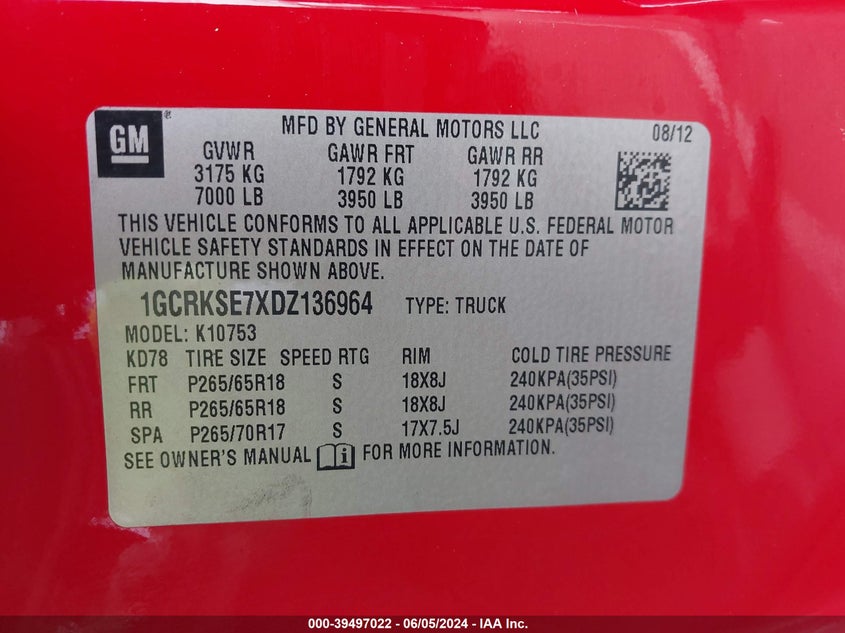 GM
MFD BY GENERAL MOTORS LLC 08/12
GVWR GAWR FRT GAWR RR
3175 KG 1792 KG 1792 KG
7000 LB 3950 LB 3950 LB
THIS VEHICLE CONFORMS TO ALL APPLICABLE U.S. FEDERAL MOTOR
VEHICLE SAFETY STANDARDS IN EFFECT ON THE DATE OF
MANUFACTURE SHOWN ABOVE.
1GCRKSE7XDZ136964 TYPE: TRUCK
MODEL: K10753
KD78 TIRE SIZE SPEED RTG RIM COLD TIRE PRESSURE
FRT P265/65R18 S 18X8J 240KPA(35PSI)
RR P265/65R18 S 18X8J 240KPA(35PSI)
SPA P265/70R17 S 17X7.5J 240KPA(35PSI)
SEE OWNER'S MANUAL i FOR MORE INFORMATION.
000-39497022 - 06/05/2024 - IAA Inc.